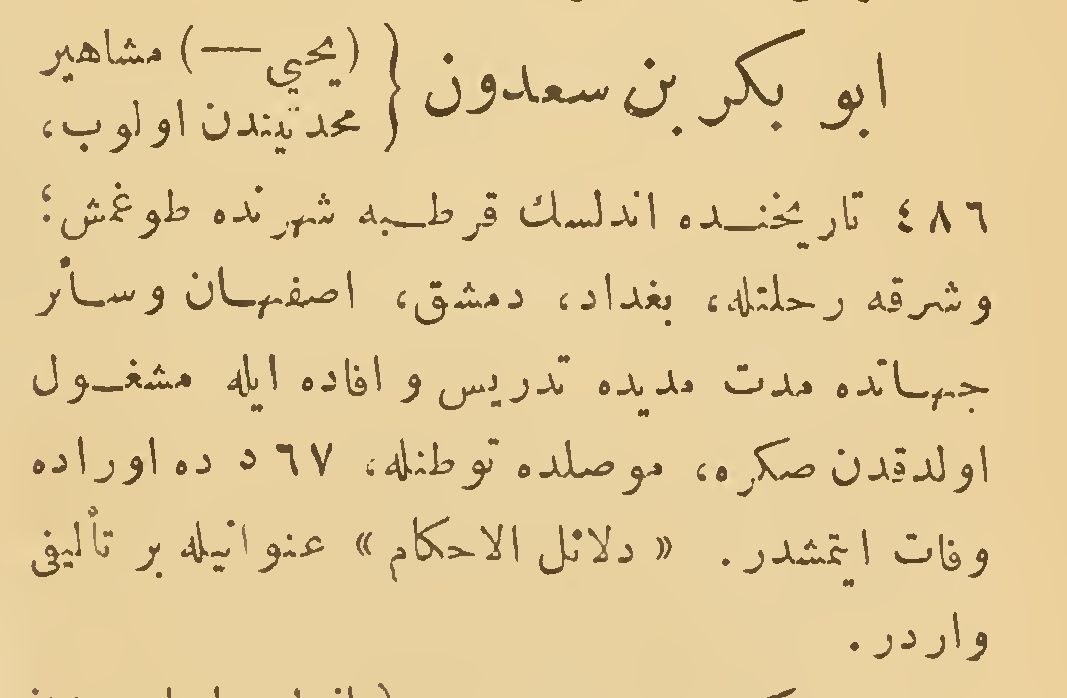 ابو بكر بن سعدون { (يحيى —) مشاهير
محدثيندن اولوب،
٤٨٦ تاريخنده اندلسك قرطبه شهرنده طوغمش؛
وشرقه رحلتله، بغداد، دمشق، اصفهان وسائر
جهاتده مدت مديده تدريس و افاده ايله مشغول
اولدقدن صكره، موصلده توطنله، ٥٦٧ ده اوراده
وفات ايتمشدر. « دلائل الاحكام » عنوانيله بر تأليفى
واردر.